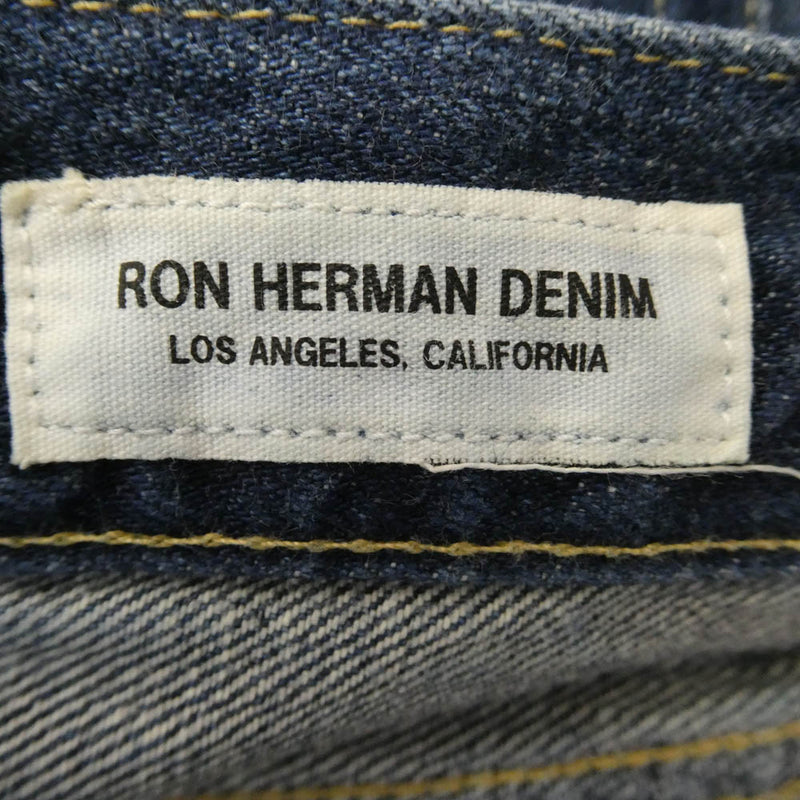 RON HERMAN DENIM
LOS ANGELES, CALIFORNIA